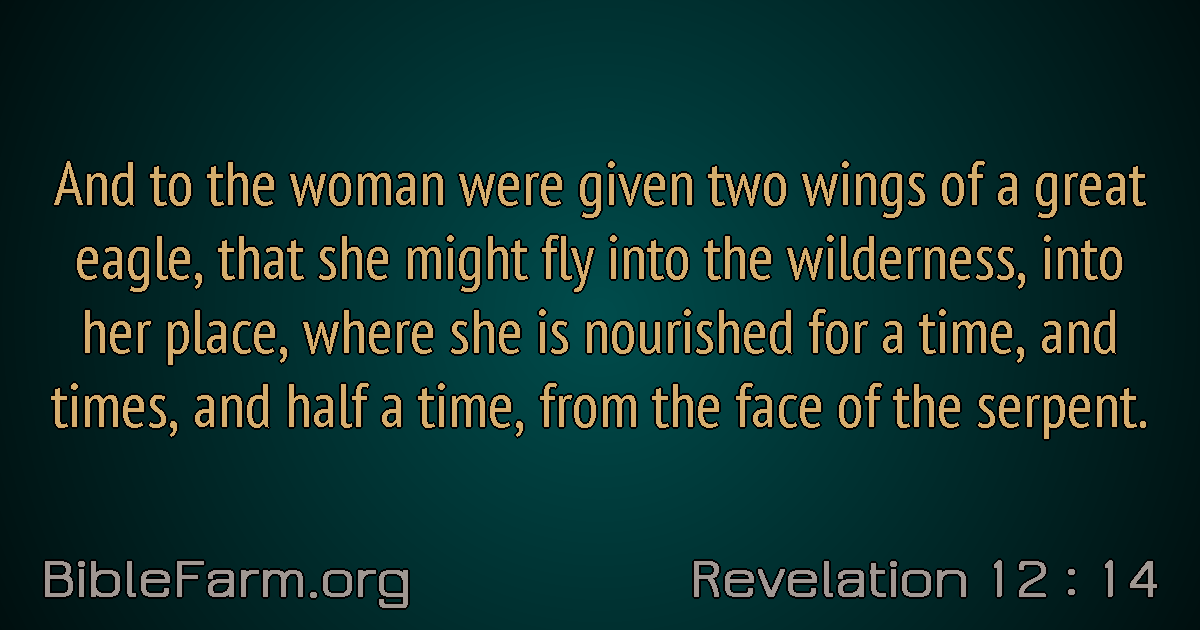 And to the woman were given two wings of a great
eagle, that she might fly into the wilderness, into
her place, where she is nourished for a time, and
times, and half a time, from the face of the serpent.
BibleFarm.org
Revelation 12 : 14